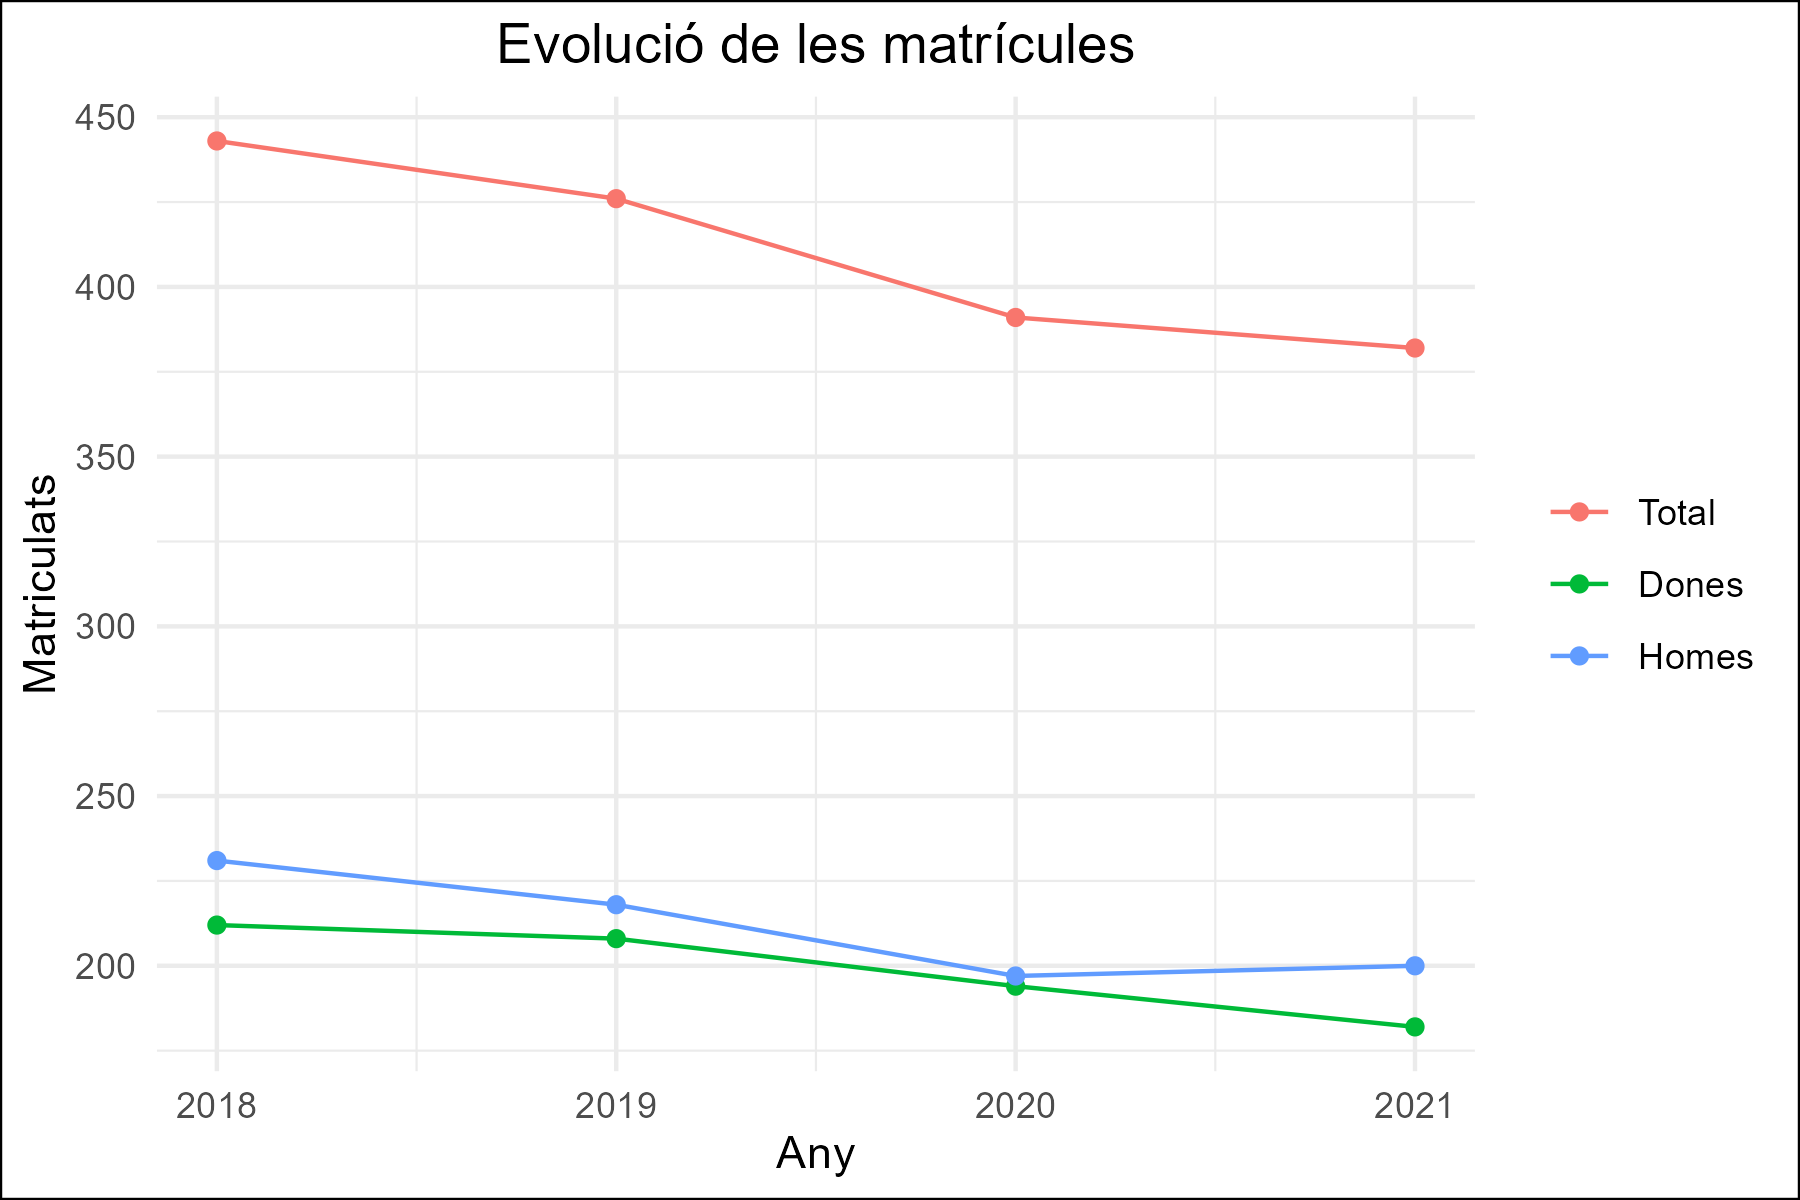 Evolució de les matrícules
450
400
350
300
250
200
Matriculats
2018
2019
2020
2021
Any
Total
Dones
Homes